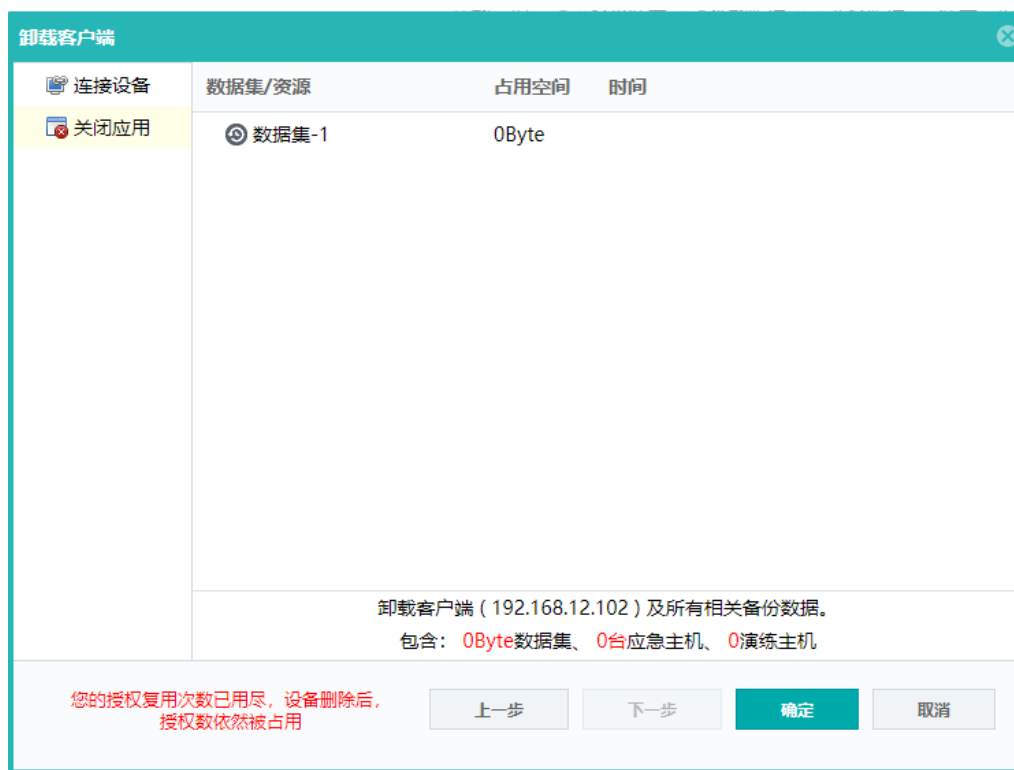 卸载客户端
连接设备
关闭应用
数据集/资源 占用空间 时间
数据集-1 0Byte
卸载客户端（192.168.12.102）及所有相关备份数据。
包含： 0Byte数据集、 0台应急主机、 0演练主机
您的授权复用次数已用尽，设备删除后，
授权数依然被占用
上一步 下一步 确定 取消